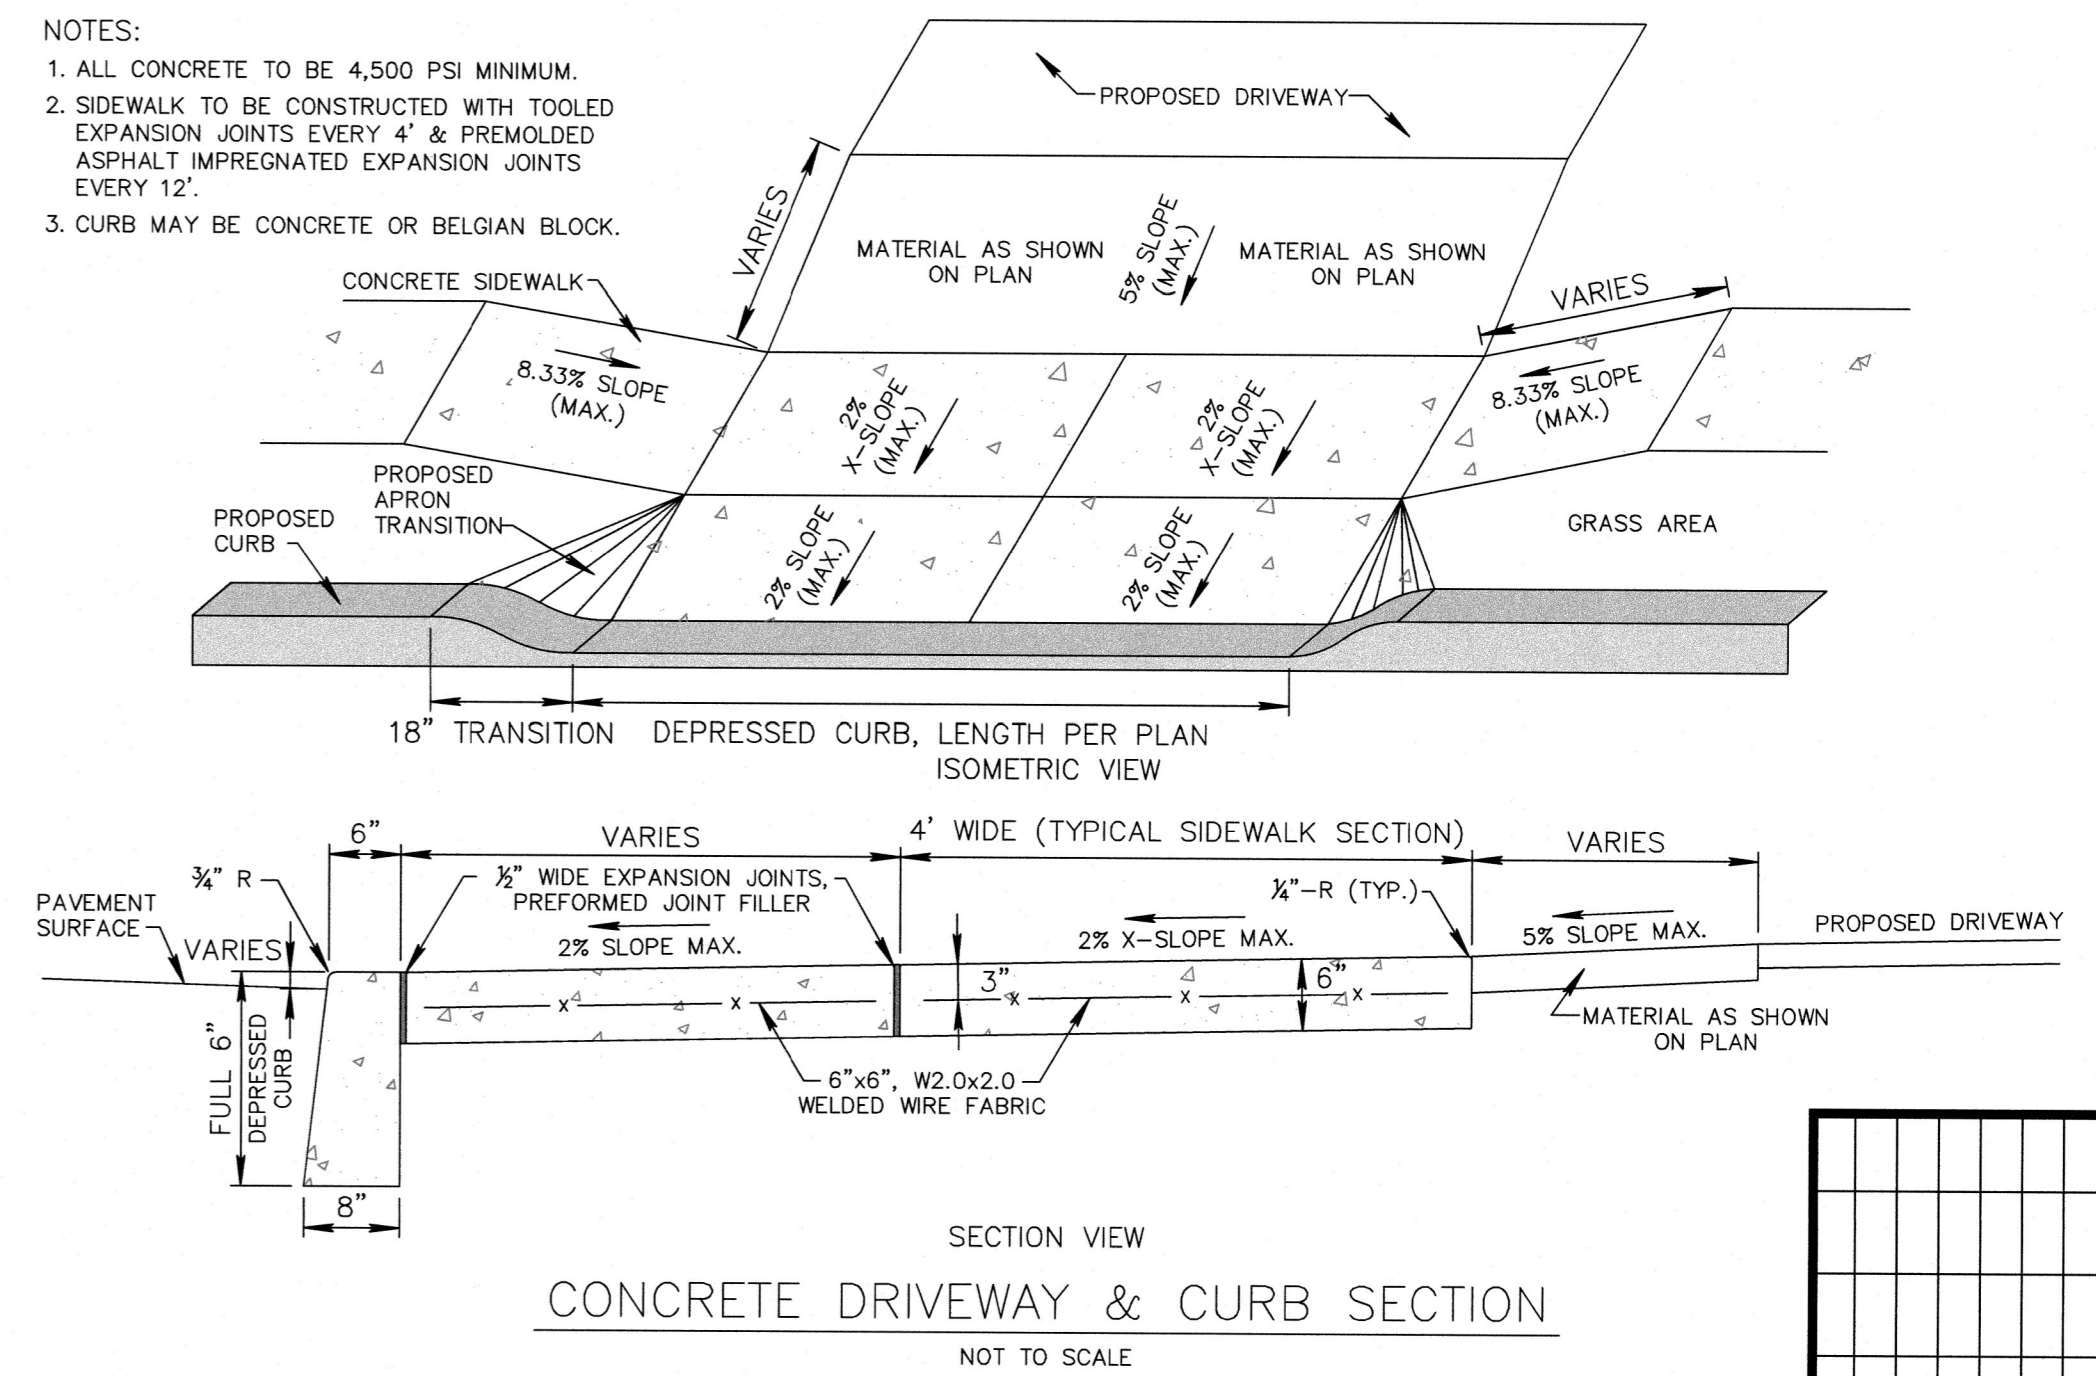 NOTES:
1. ALL CONCRETE TO BE 4,500 PSI MINIMUM.
2. SIDEWALK TO BE CONSTRUCTED WITH TOOLED
EXPANSION JOINTS EVERY 4' & PREMOLDED
ASPHALT IMPREGNATED EXPANSION JOINTS
EVERY 12'.
3. CURB MAY BE CONCRETE OR BELGIAN BLOCK.
PROPOSED DRIVEWAY
VARIES
MATERIAL AS SHOWN
ON PLAN
5% SLOPE
(MAX.)
MATERIAL AS SHOWN
ON PLAN
CONCRETE SIDEWALK
VARIES
8.33% SLOPE
(MAX.)
2%
X-SLOPE
(MAX.)
2%
X-SLOPE
(MAX.)
8.33% SLOPE
(MAX.)
PROPOSED
APRON
TRANSITION
PROPOSED
CURB
2% SLOPE
(MAX.)
2% SLOPE
(MAX.)
GRASS AREA
18" TRANSITION
DEPRESSED CURB, LENGTH PER PLAN
ISOMETRIC VIEW
6"
VARIES
4' WIDE (TYPICAL SIDEWALK SECTION)
VARIES
¾" R
½" WIDE EXPANSION JOINTS,
PREFORMED JOINT FILLER
¼"-R (TYP.)
PAVEMENT
SURFACE
VARIES
2% SLOPE MAX.
2% X-SLOPE MAX.
5% SLOPE MAX.
PROPOSED DRIVEWAY
3"
6"
x x x x x
MATERIAL AS SHOWN
ON PLAN
FULL 6"
DEPRESSED
CURB
6"x6", W2.0x2.0
WELDED WIRE FABRIC
8"
SECTION VIEW
CONCRETE DRIVEWAY & CURB SECTION
NOT TO SCALE